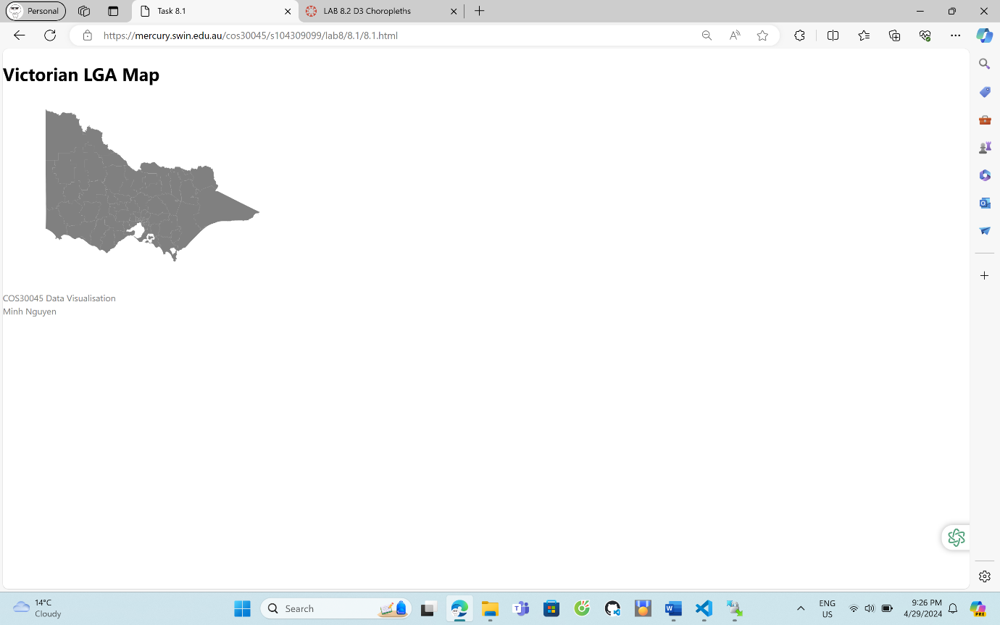 Personal
Task 8.1
LAB 8.2 D3 Choropleths
https://mercury.swin.edu.au/cos30045/s104309099/lab8/8.1/8.1.html
Victorian LGA Map
COS30045 Data Visualisation
Minh Nguyen
14°C
Cloudy
Search
ENG
US
9:26 PM
4/29/2024
PRE